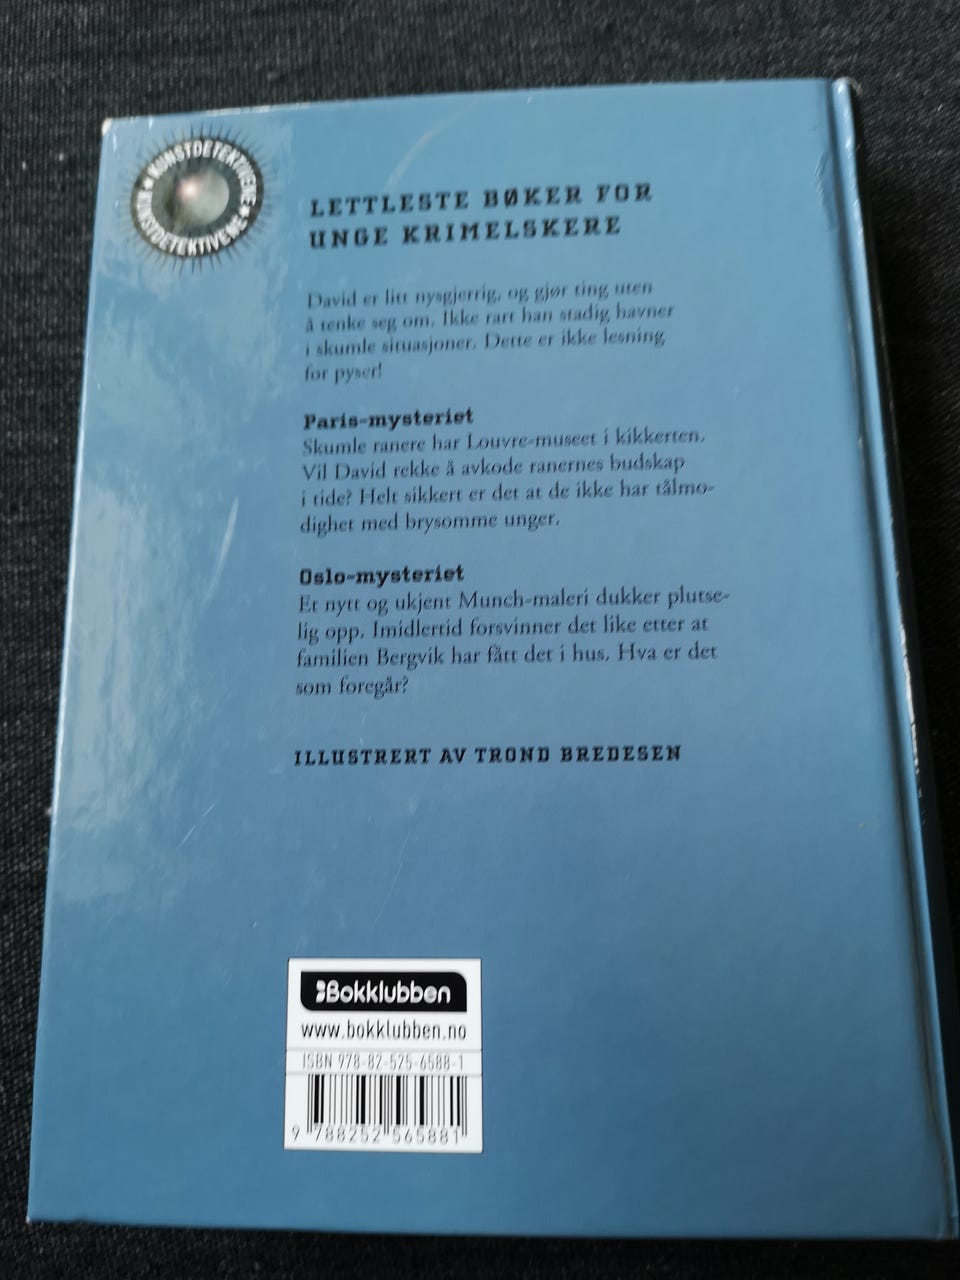 KUNSTDETEKTIVENE KUNSTDETEKTIVENE
LETTLESTE BØKER FOR
UNGE KRIMELSKERE
David er litt nysgjerrig, og gjør ting uten
å tenke seg om. Ikke rart han stadig havner
i skumle situasjoner. Dette er ikke lesning
for pyser!
Paris-mysteriet
Skumle ranere har Louvre-museet i kikkerten.
Vil David rekke å avkode ranernes budskap
i tide? Helt sikkert er det at de ikke har tålmo-
dighet med brysomme unger.
Oslo-mysteriet
Et nytt og ukjent Munch-maleri dukker plutse-
lig opp. Imidlertid forsvinner det like etter at
familien Bergvik har fått det i hus. Hva er det
som foregår?
ILLUSTRERT AV TROND BREDESEN
Bokklubben
www.bokklubben.no
ISBN 978-82-525-6588-1
9 788252 565881